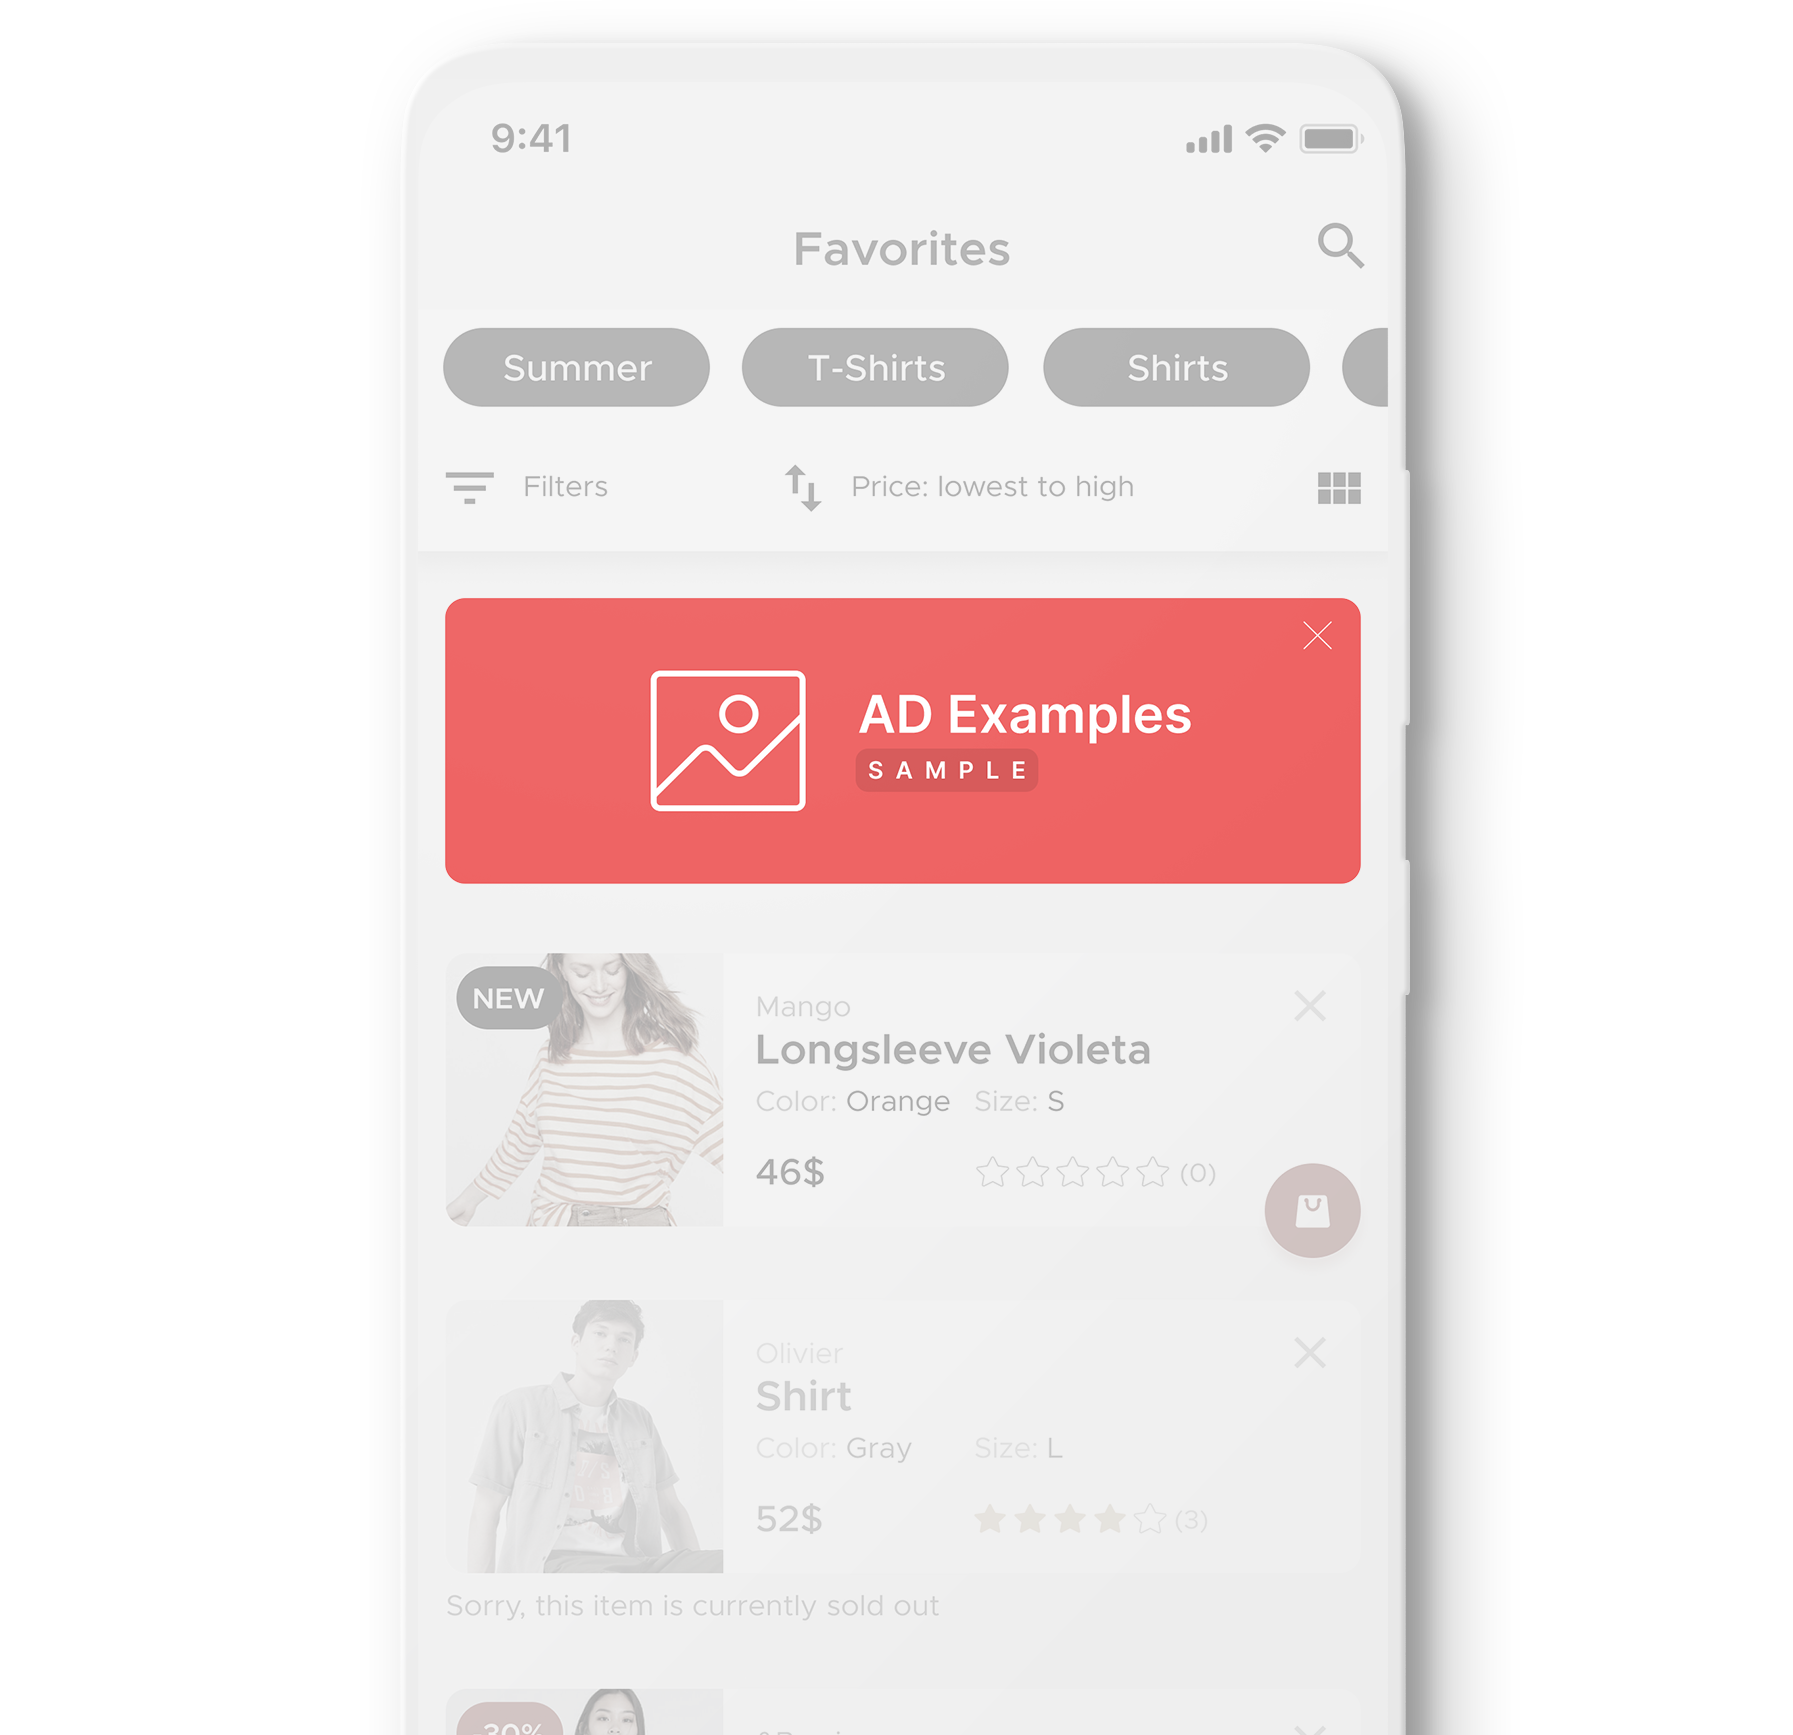 9:41
Favorites
Summer
T-Shirts
Shirts
Filters
Price: lowest to high
AD Examples
SAMPLE
NEW
Mango
Longsleeve Violeta
Color: Orange Size: S
46$
(0)
Olivier
Shirt
Color: Gray Size: L
52$
(3)
Sorry, this item is currently sold out
-30%